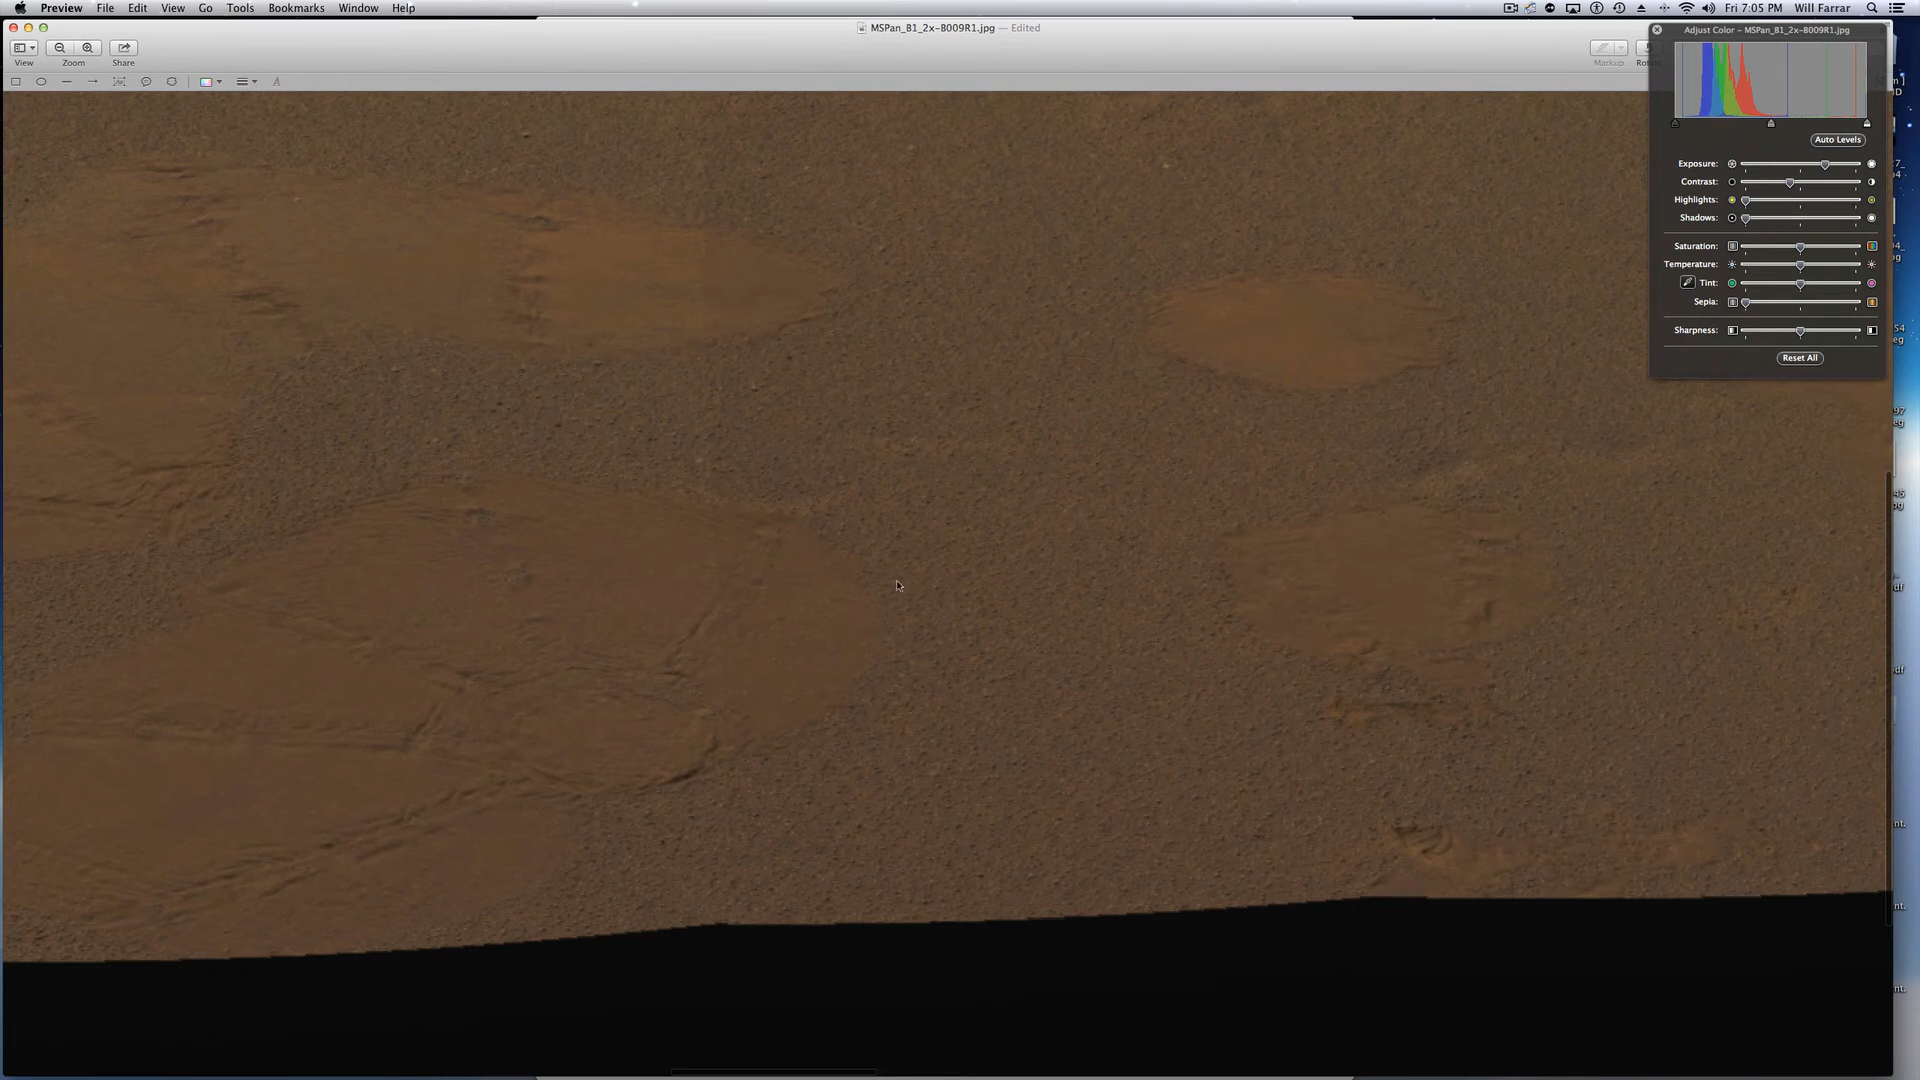 Preview File Edit View Go Tools Bookmarks Window Help Fri 7:05 PM Will Farrar
MSPan_B1_2x-B009R1.jpg — Edited
Adjust Color – MSPan_B1_2x-B009R1.jpg
View Zoom Share Markup
Auto Levels
Exposure:
Contrast:
Highlights:
Shadows:
Saturation:
Temperature:
Tint:
Sepia:
Sharpness:
Reset All